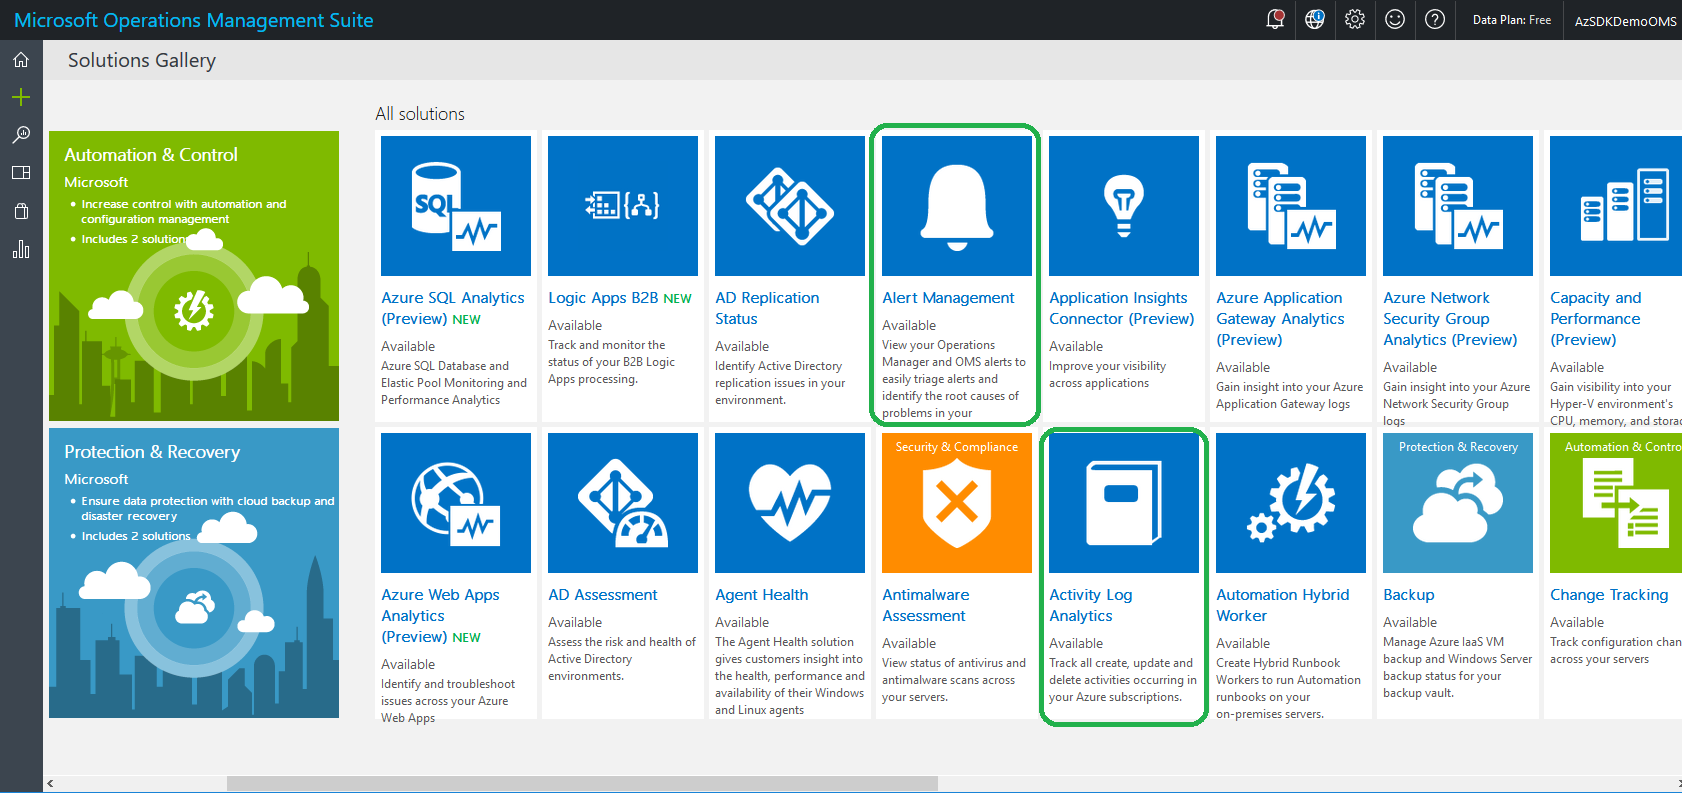 Microsoft Operations Management Suite
Data Plan: Free
AzSDKDemoOMS
Solutions Gallery
All solutions
Automation & Control
Microsoft
• Increase control with automation and
configuration management
• Includes 2 solutions
Protection & Recovery
Microsoft
• Ensure data protection with cloud backup and
disaster recovery
• Includes 2 solutions
SQL
Azure SQL Analytics
(Preview) NEW
Available
Azure SQL Database and
Elastic Pool Monitoring and
Performance Analytics
Logic Apps B2B NEW
Available
Track and monitor the
status of your B2B Logic
Apps processing.
AD Replication
Status
Available
Identify Active Directory
replication issues in your
environment.
Alert Management
Available
View your Operations
Manager and OMS alerts to
easily triage alerts and
identify the root causes of
problems in your
Application Insights
Connector (Preview)
Available
Improve your visibility
across applications
Azure Application
Gateway Analytics
(Preview)
Available
Gain insight into your Azure
Application Gateway logs
Azure Network
Security Group
Analytics (Preview)
Available
Gain insight into your Azure
Network Security Group
logs
Capacity and
Performance
(Preview)
Available
Gain visibility into your
Hyper-V environment's
CPU, memory, and storac
Azure Web Apps
Analytics
(Preview) NEW
Available
Identify and troubleshoot
issues across your Azure
Web Apps
AD Assessment
Available
Assess the risk and health of
Active Directory
environments.
Agent Health
Available
The Agent Health solution
gives customers insight into
the health, performance and
availability of their Windows
and Linux agents
Security & Compliance
Antimalware
Assessment
Available
View status of antivirus and
antimalware scans across
your servers.
Activity Log
Analytics
Available
Track all create, update and
delete activities occurring in
your Azure subscriptions.
Automation Hybrid
Worker
Available
Create Hybrid Runbook
Workers to run Automation
runbooks on your
on-premises servers.
Protection & Recovery
Backup
Available
Manage Azure IaaS VM
backup and Windows Server
backup status for your
backup vault.
Automation & Contro
Change Tracking
Available
Track configuration chan
across your servers